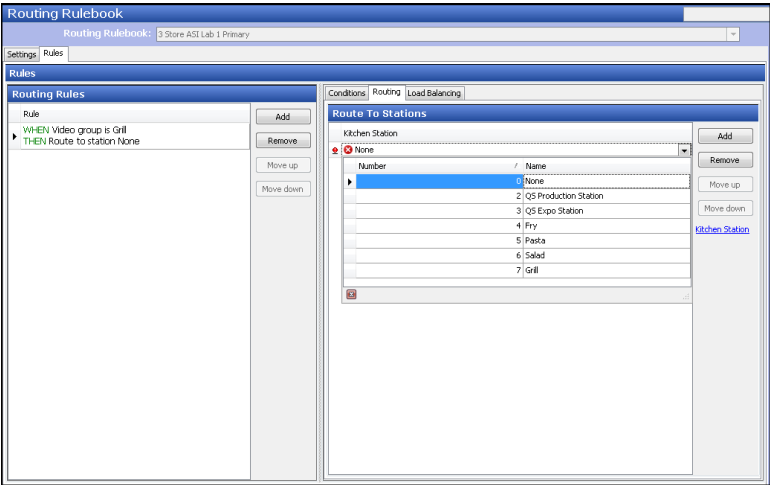 Routing Rulebook
Routing Rulebook: 3 Store ASI Lab 1 Primary
Settings Rules
Rules
Routing Rules
Rule
WHEN Video group is Grill
THEN Route to station None
Add
Remove
Move up
Move down
Conditions Routing Load Balancing
Route To Stations
Kitchen Station
None
Number / Name
0 None
2 QS Production Station
3 QS Expo Station
4 Fry
5 Pasta
6 Salad
7 Grill
Add
Remove
Move up
Move down
Kitchen Station